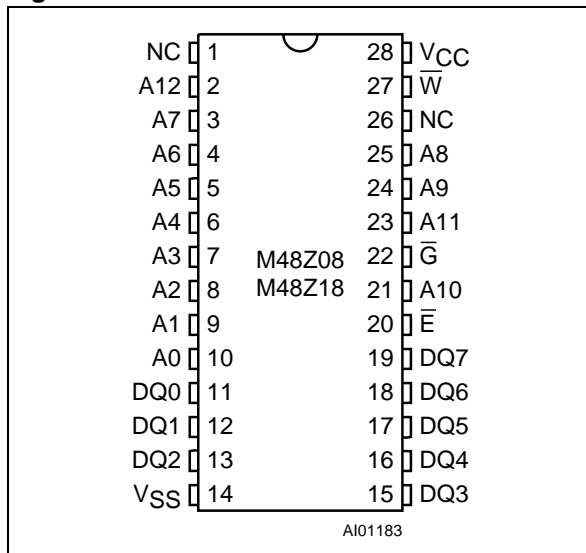 NC 1 28 VCC
A12 2 27 W̅
A7 3 26 NC
A6 4 25 A8
A5 5 24 A9
A4 6 23 A11
A3 7 M48Z08 22 G̅
A2 8 M48Z18 21 A10
A1 9 20 E̅
A0 10 19 DQ7
DQ0 11 18 DQ6
DQ1 12 17 DQ5
DQ2 13 16 DQ4
VSS 14 15 DQ3
AI01183